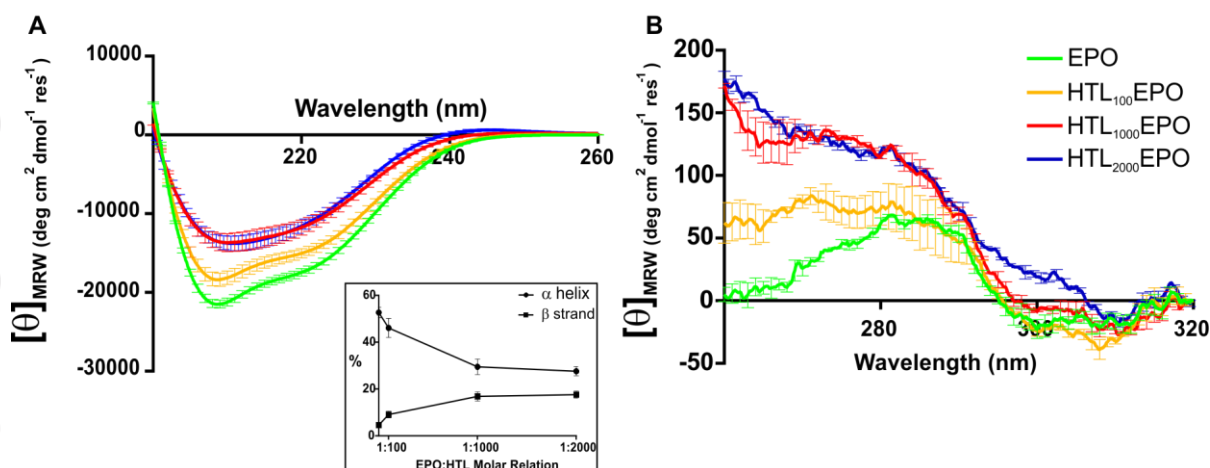 A
10000
0
-10000
-20000
-30000
[θ]MRW (deg cm² dmol⁻¹ res⁻¹)
Wavelength (nm)
220
240
260
60
40
20
0
%
α helix
β strand
1:100
1:1000
1:2000
EPO:HTL Molar Relation
B
200
150
100
50
0
-50
[θ]MRW (deg cm² dmol⁻¹ res⁻¹)
280
300
320
Wavelength (nm)
EPO
HTL₁₀₀EPO
HTL₁₀₀₀EPO
HTL₂₀₀₀EPO